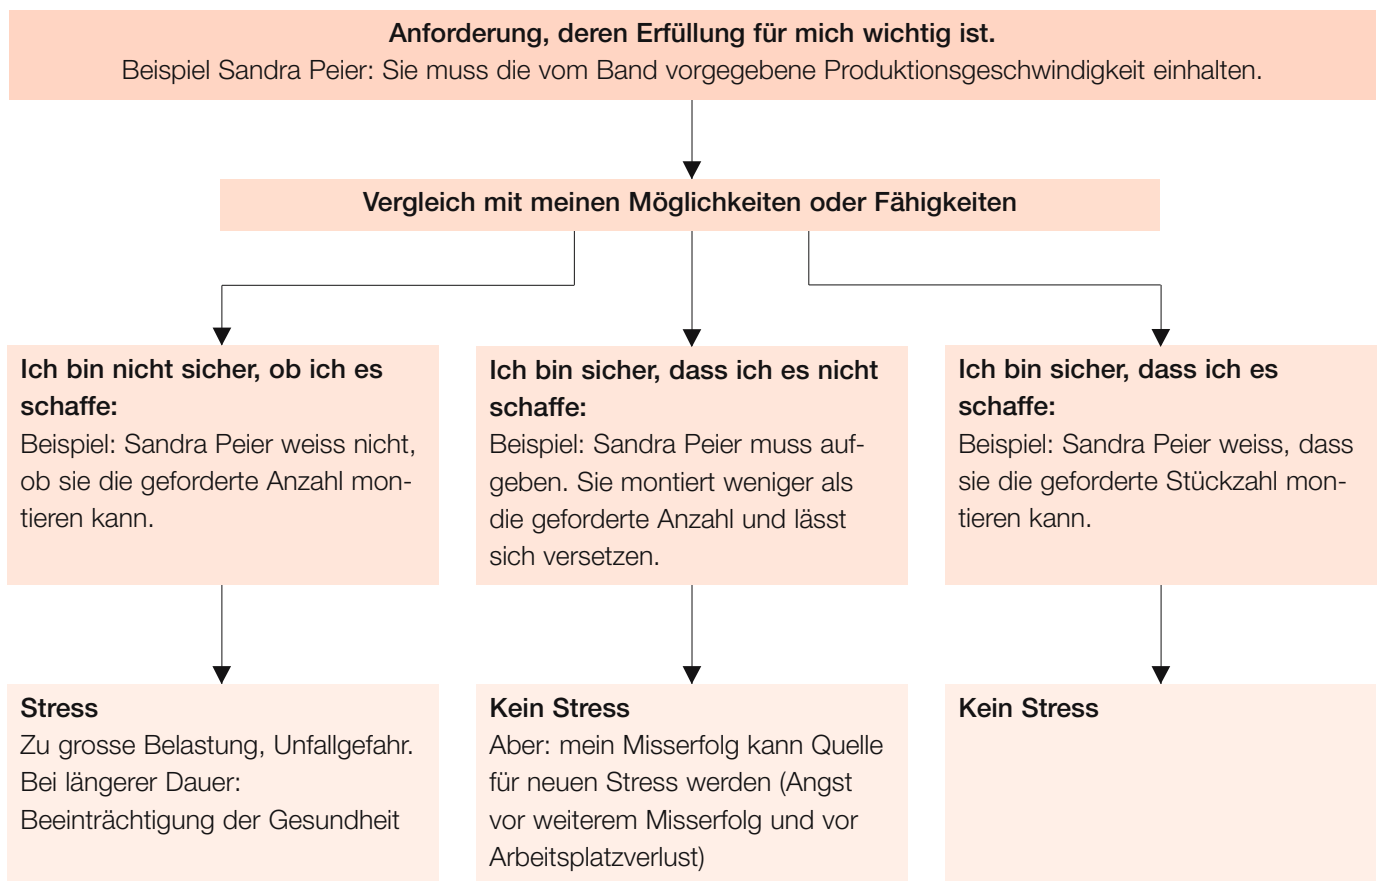 Anforderung, deren Erfüllung für mich wichtig ist.
Beispiel Sandra Peier: Sie muss die vom Band vorgegebene Produktionsgeschwindigkeit einhalten.
Vergleich mit meinen Möglichkeiten oder Fähigkeiten
Ich bin nicht sicher, ob ich es
schaffe:
Beispiel: Sandra Peier weiss nicht,
ob sie die geforderte Anzahl mon-
tieren kann.
Ich bin sicher, dass ich es nicht
schaffe:
Beispiel: Sandra Peier muss auf-
geben. Sie montiert weniger als
die geforderte Anzahl und lässt
sich versetzen.
Ich bin sicher, dass ich es
schaffe:
Beispiel: Sandra Peier weiss, dass
sie die geforderte Stückzahl mon-
tieren kann.
Stress
Zu grosse Belastung, Unfallgefahr.
Bei längerer Dauer:
Beeinträchtigung der Gesundheit
Kein Stress
Aber: mein Misserfolg kann Quelle
für neuen Stress werden (Angst
vor weiterem Misserfolg und vor
Arbeitsplatzverlust)
Kein Stress